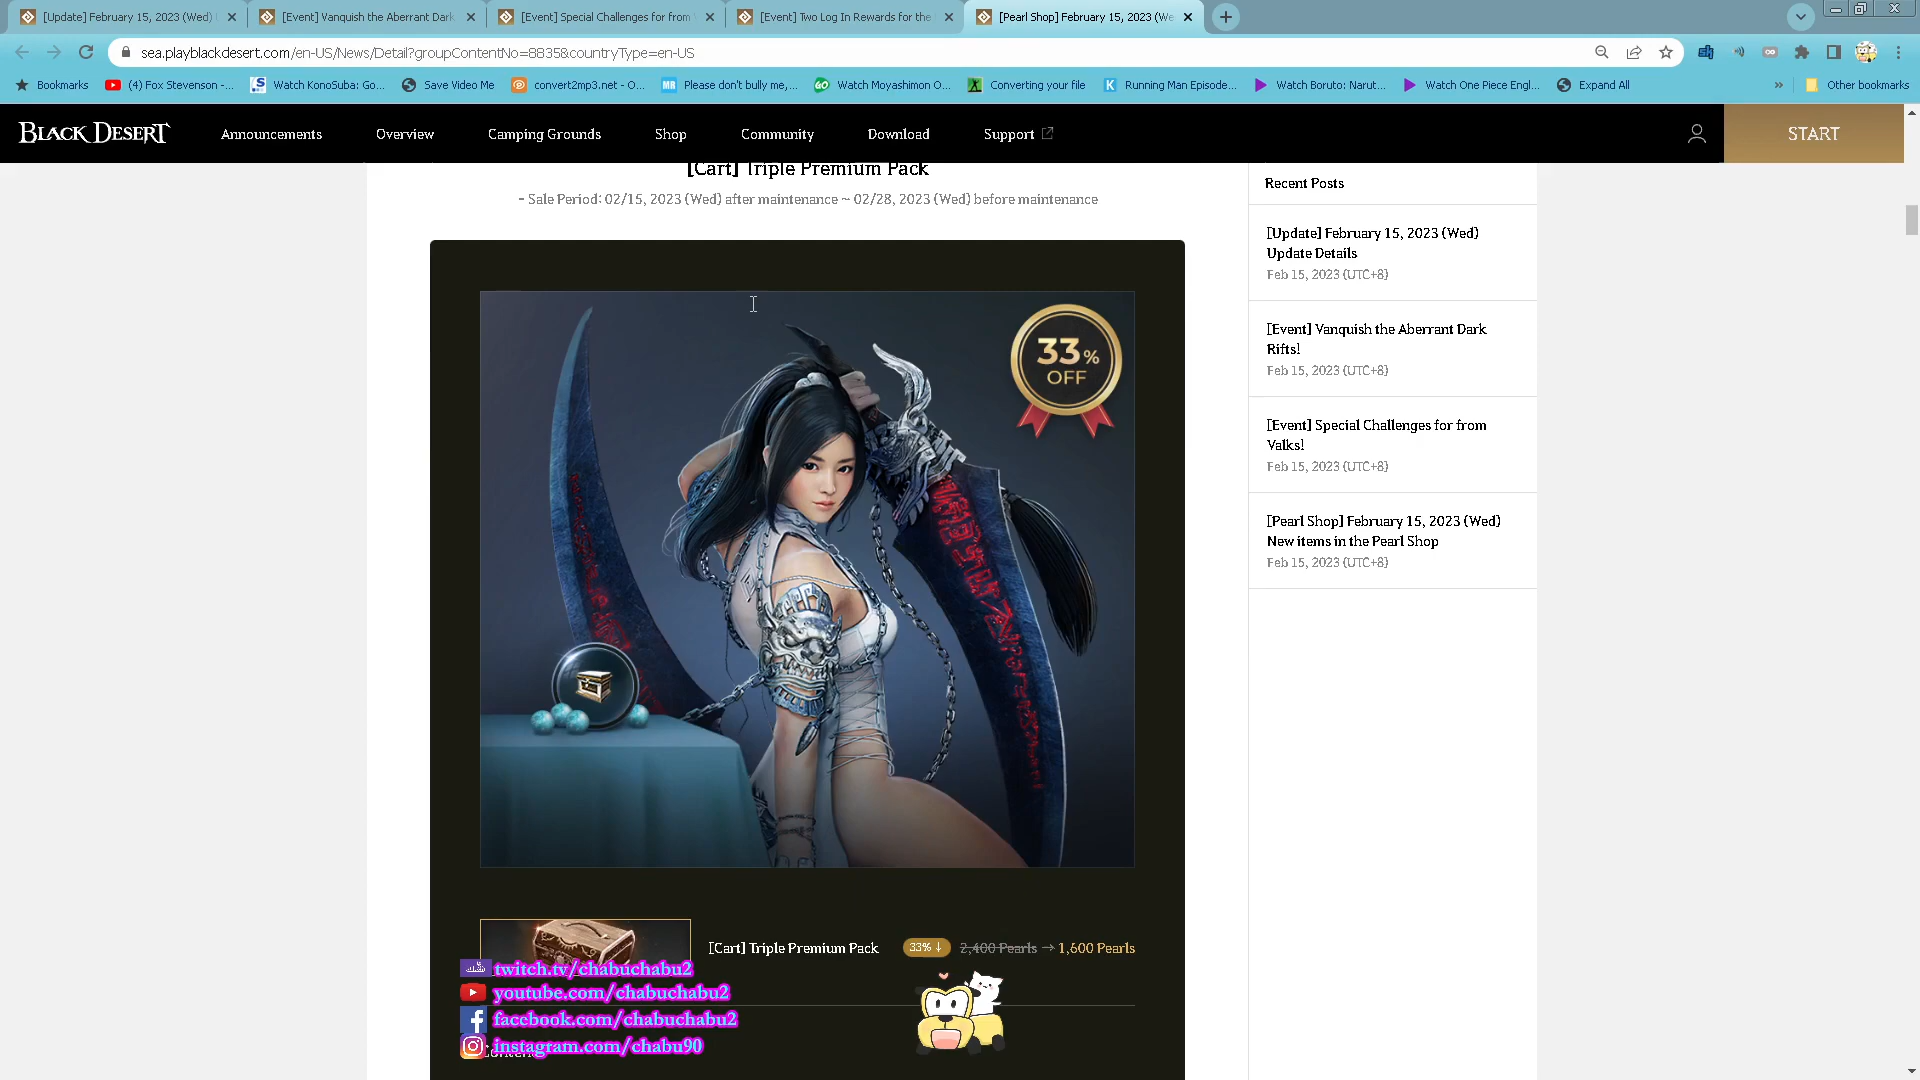 [Update] February 15, 2023 (Wed)
[Event] Vanquish the Aberrant Dark
[Event] Special Challenges for from
[Event] Two Log In Rewards for the
[Pearl Shop] February 15, 2023 (We
sea.playblackdesert.com/en-US/News/Detail?groupContentNo=8835&countryType=en-US
Bookmarks
(4) Fox Stevenson -...
Watch KonoSuba: Go...
Save Video Me
convert2mp3.net - O...
Please don't bully me,...
Watch Moyashimon O...
Converting your file
Running Man Episode...
Watch Boruto: Narut...
Watch One Piece Engl...
Expand All
»
Other bookmarks
BLACK DESERT
Announcements
Overview
Camping Grounds
Shop
Community
Download
Support
START
[Cart] Triple Premium Pack
- Sale Period: 02/15, 2023 (Wed) after maintenance ~ 02/28, 2023 (Wed) before maintenance
33%
OFF
[Cart] Triple Premium Pack
33% ↓
2,400 Pearls → 1,600 Pearls
twitch.tv/chabuchabu2
youtube.com/chabuchabu2
facebook.com/chabuchabu2
instagram.com/chabu90
Recent Posts
[Update] February 15, 2023 (Wed)
Update Details
Feb 15, 2023 (UTC+8)
[Event] Vanquish the Aberrant Dark
Rifts!
Feb 15, 2023 (UTC+8)
[Event] Special Challenges for from
Valks!
Feb 15, 2023 (UTC+8)
[Pearl Shop] February 15, 2023 (Wed)
New items in the Pearl Shop
Feb 15, 2023 (UTC+8)